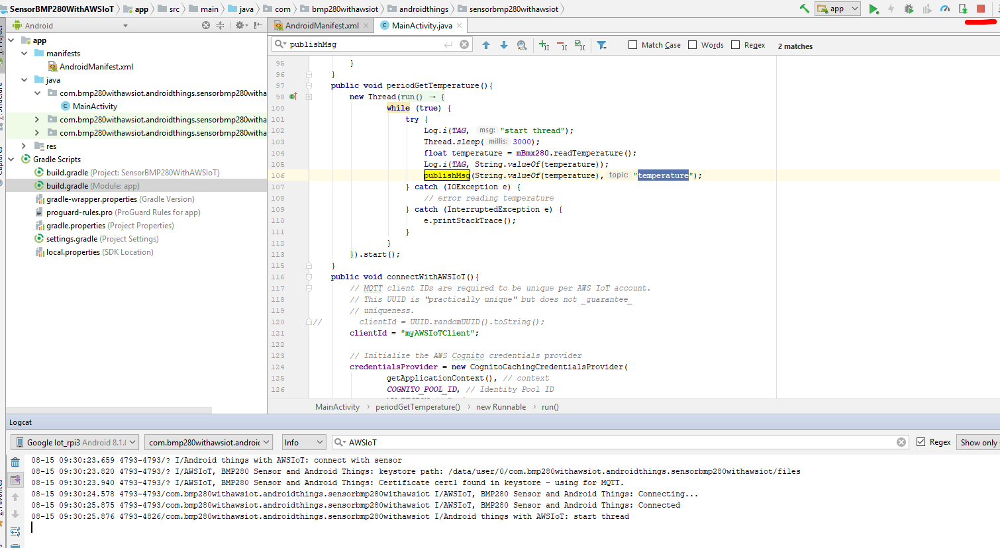 SensorBMP280WithAWSIoT app src main java com bmp280withawsiot androidthings sensorbmp280withawsiot app
Android AndroidManifest.xml MainActivity.java
publishMsg Match Case Words Regex 2 matches
app
manifests
AndroidManifest.xml
java
com.bmp280withawsiot.androidthings.sensorbmp280witha
MainActivity
com.bmp280withawsiot.androidthings.sensorbmp280witha
com.bmp280withawsiot.androidthings.sensorbmp280witha
res
Gradle Scripts
build.gradle (Project: SensorBMP280WithAWSIoT)
build.gradle (Module: app)
gradle-wrapper.properties (Gradle Version)
proguard-rules.pro (ProGuard Rules for app)
gradle.properties (Project Properties)
settings.gradle (Project Settings)
local.properties (SDK Location)
95 }
96 }
97 public void periodGetTemperature(){
98 new Thread(run() → {
100 while (true) {
101 try {
102 Log.i(TAG, msg: "start thread");
103 Thread.sleep( millis: 3000);
104 float temperature = mBmx280.readTemperature();
105 Log.i(TAG, String.valueOf(temperature));
106 publishMsg(String.valueOf(temperature), topic: "temperature");
107 } catch (IOException e) {
108 // error reading temperature
109 } catch (InterruptedException e) {
110 e.printStackTrace();
111 }
112 }
113 }).start();
115 }
116 public void connectWithAWSIoT(){
117 // MQTT client IDs are required to be unique per AWS IoT account.
118 // This UUID is "practically unique" but does not _guarantee_
119 // uniqueness.
120 // clientId = UUID.randomUUID().toString();
121 clientId = "myAWSIoTClient";
122
123 // Initialize the AWS Cognito credentials provider
124 credentialsProvider = new CognitoCachingCredentialsProvider(
125 getApplicationContext(), // context
126 COGNITO_POOL_ID, // Identity Pool ID
MainActivity periodGetTemperature() new Runnable run()
Logcat
Google Iot_rpi3 Android 8.1.( com.bmp280withawsiot.androic Info AWSIoT Regex Show only
08-15 09:30:23.659 4793-4793/? I/Android things with AWSIoT: connect with sensor
08-15 09:30:23.820 4793-4793/? I/AWSIoT, BMP280 Sensor and Android Things: keystore path: /data/user/0/com.bmp280withawsiot.androidthings.sensorbmp280withawsiot/files
08-15 09:30:23.940 4793-4793/? I/AWSIoT, BMP280 Sensor and Android Things: Certificate cert1 found in keystore - using for MQTT.
08-15 09:30:24.578 4793-4793/com.bmp280withawsiot.androidthings.sensorbmp280withawsiot I/AWSIoT, BMP280 Sensor and Android Things: Connecting...
08-15 09:30:25.875 4793-4793/com.bmp280withawsiot.androidthings.sensorbmp280withawsiot I/AWSIoT, BMP280 Sensor and Android Things: Connected
08-15 09:30:25.876 4793-4826/com.bmp280withawsiot.androidthings.sensorbmp280withawsiot I/Android things with AWSIoT: start thread